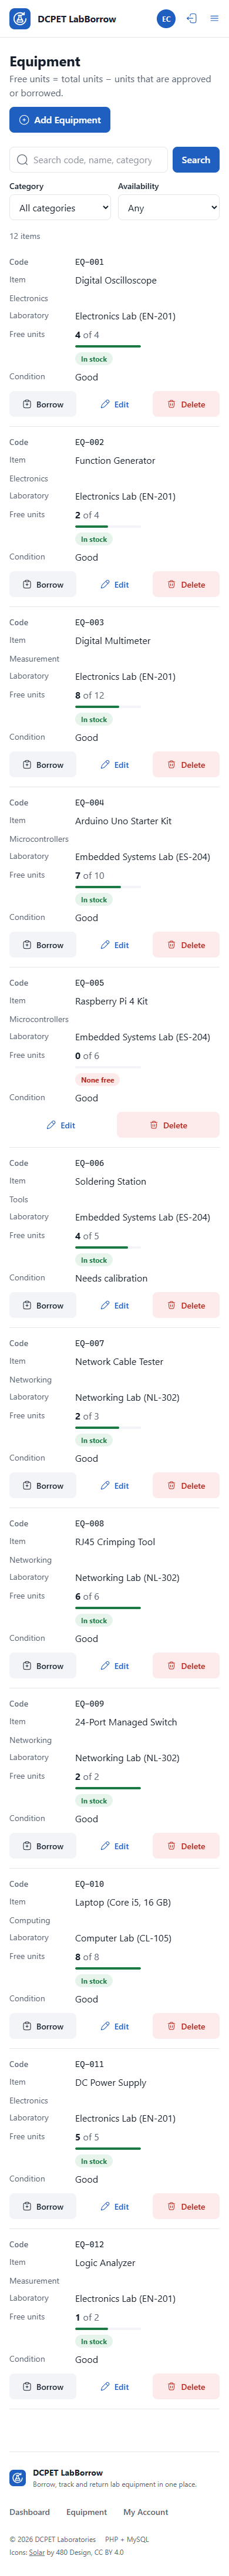 DCPET LabBorrow
EC
Equipment
Free units = total units − units that are approved
or borrowed.
Add Equipment
Search code, name, category
Search
Category
Availability
All categories
Any
12 items
Code EQ-001
Item Digital Oscilloscope
Electronics
Laboratory Electronics Lab (EN-201)
Free units 4 of 4
In stock
Condition Good
Borrow Edit Delete
Code EQ-002
Item Function Generator
Electronics
Laboratory Electronics Lab (EN-201)
Free units 2 of 4
In stock
Condition Good
Borrow Edit Delete
Code EQ-003
Item Digital Multimeter
Measurement
Laboratory Electronics Lab (EN-201)
Free units 8 of 12
In stock
Condition Good
Borrow Edit Delete
Code EQ-004
Item Arduino Uno Starter Kit
Microcontrollers
Laboratory Embedded Systems Lab (ES-204)
Free units 7 of 10
In stock
Condition Good
Borrow Edit Delete
Code EQ-005
Item Raspberry Pi 4 Kit
Microcontrollers
Laboratory Embedded Systems Lab (ES-204)
Free units 0 of 6
None free
Condition Good
Edit Delete
Code EQ-006
Item Soldering Station
Tools
Laboratory Embedded Systems Lab (ES-204)
Free units 4 of 5
In stock
Condition Needs calibration
Borrow Edit Delete
Code EQ-007
Item Network Cable Tester
Networking
Laboratory Networking Lab (NL-302)
Free units 2 of 3
In stock
Condition Good
Borrow Edit Delete
Code EQ-008
Item RJ45 Crimping Tool
Networking
Laboratory Networking Lab (NL-302)
Free units 6 of 6
In stock
Condition Good
Borrow Edit Delete
Code EQ-009
Item 24-Port Managed Switch
Networking
Laboratory Networking Lab (NL-302)
Free units 2 of 2
In stock
Condition Good
Borrow Edit Delete
Code EQ-010
Item Laptop (Core i5, 16 GB)
Computing
Laboratory Computer Lab (CL-105)
Free units 8 of 8
In stock
Condition Good
Borrow Edit Delete
Code EQ-011
Item DC Power Supply
Electronics
Laboratory Electronics Lab (EN-201)
Free units 5 of 5
In stock
Condition Good
Borrow Edit Delete
Code EQ-012
Item Logic Analyzer
Measurement
Laboratory Electronics Lab (EN-201)
Free units 1 of 2
In stock
Condition Good
Borrow Edit Delete
DCPET LabBorrow
Borrow, track and return lab equipment in one place.
Dashboard Equipment My Account
© 2026 DCPET Laboratories PHP + MySQL
Icons: Solar by 480 Design, CC BY 4.0